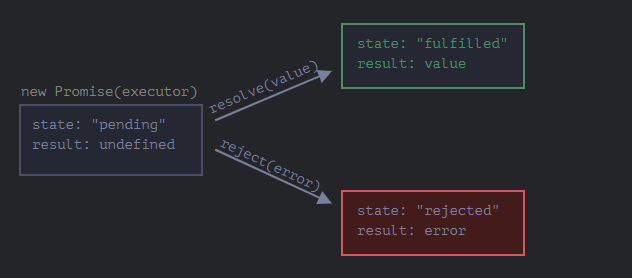 new Promise(executor)
state: "pending"
result: undefined
resolve(value)
reject(error)
state: "fulfilled"
result: value
state: "rejected"
result: error